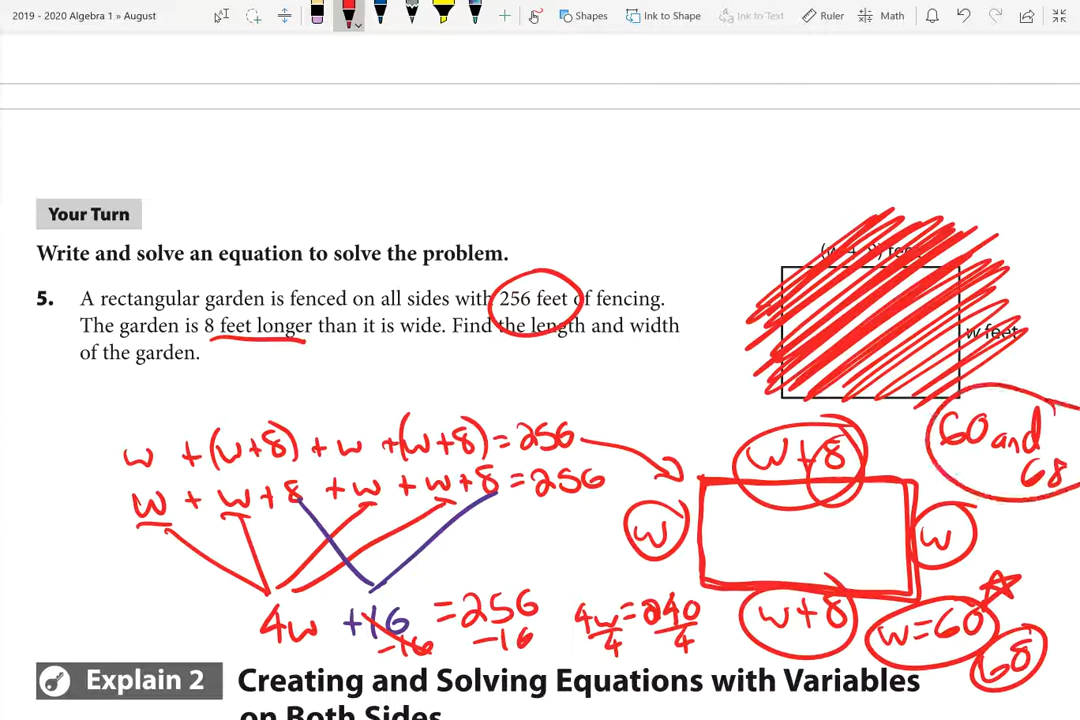 2019 - 2020 Algebra 1 » August
Shapes
Ink to Shape
Ink to Text
Ruler
Math
Your Turn
Write and solve an equation to solve the problem.
5. A rectangular garden is fenced on all sides with 256 feet of fencing.
The garden is 8 feet longer than it is wide. Find the length and width
of the garden.
(w + 8) feet
w feet
60 and
68
w + (w+8) + w + (w+8) = 256
w + w + 8 + w + w + 8 = 256
w+8
w
w
w+8
4w + 16 = 256
-16 -16
4w = 240
4 4
w = 60
68
Explain 2 Creating and Solving Equations with Variables
on Both Sides